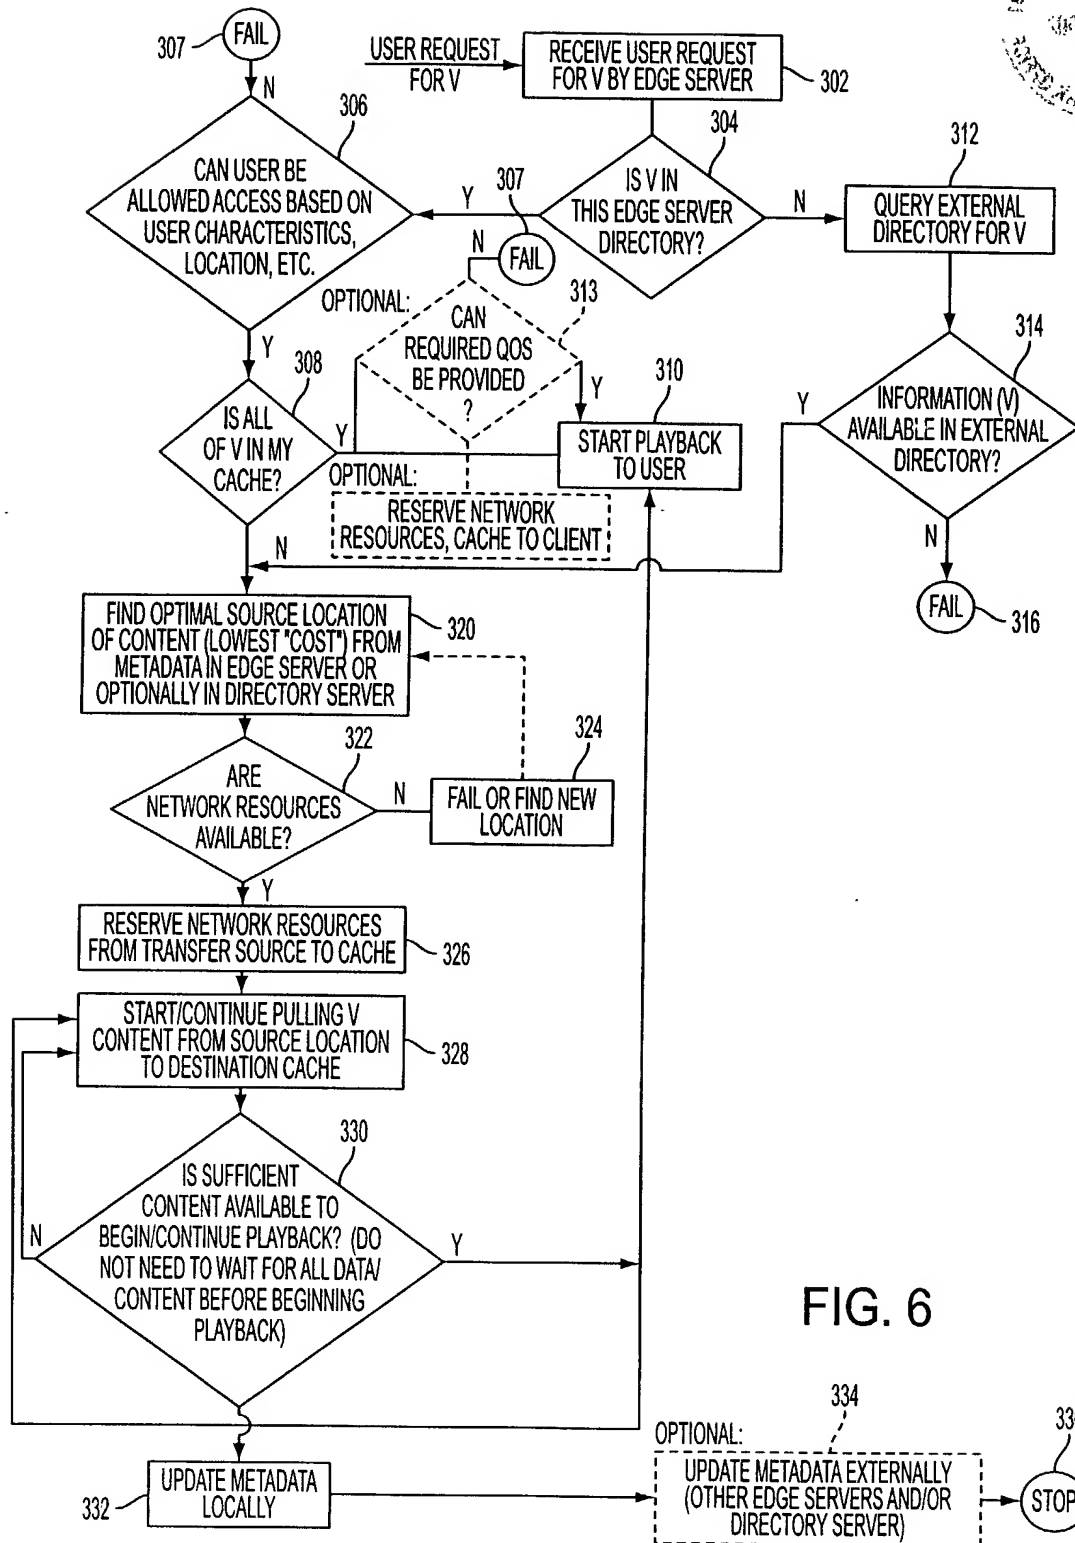 307
FAIL
N
USER REQUEST
FOR V
RECEIVE USER REQUEST
FOR V BY EDGE SERVER
302
306
CAN USER BE
ALLOWED ACCESS BASED ON
USER CHARACTERISTICS,
LOCATION, ETC.
Y
304
IS V IN
THIS EDGE SERVER
DIRECTORY?
N
312
QUERY EXTERNAL
DIRECTORY FOR V
307
FAIL
N
OPTIONAL:
313
CAN
REQUIRED QOS
BE PROVIDED
?
Y
Y
308
IS ALL
OF V IN MY
CACHE?
Y
310
START PLAYBACK
TO USER
314
INFORMATION (V)
AVAILABLE IN EXTERNAL
DIRECTORY?
Y
N
FAIL
316
OPTIONAL:
RESERVE NETWORK
RESOURCES, CACHE TO CLIENT
N
FIND OPTIMAL SOURCE LOCATION
OF CONTENT (LOWEST "COST") FROM
METADATA IN EDGE SERVER OR
OPTIONALLY IN DIRECTORY SERVER
320
322
ARE
NETWORK RESOURCES
AVAILABLE?
N
324
FAIL OR FIND NEW
LOCATION
Y
RESERVE NETWORK RESOURCES
FROM TRANSFER SOURCE TO CACHE
326
START/CONTINUE PULLING V
CONTENT FROM SOURCE LOCATION
TO DESTINATION CACHE
328
330
IS SUFFICIENT
CONTENT AVAILABLE TO
BEGIN/CONTINUE PLAYBACK? (DO
NOT NEED TO WAIT FOR ALL DATA/
CONTENT BEFORE BEGINNING
PLAYBACK)
N
Y
FIG. 6
332
UPDATE METADATA
LOCALLY
OPTIONAL:
334
UPDATE METADATA EXTERNALLY
(OTHER EDGE SERVERS AND/OR
DIRECTORY SERVER)
STOP